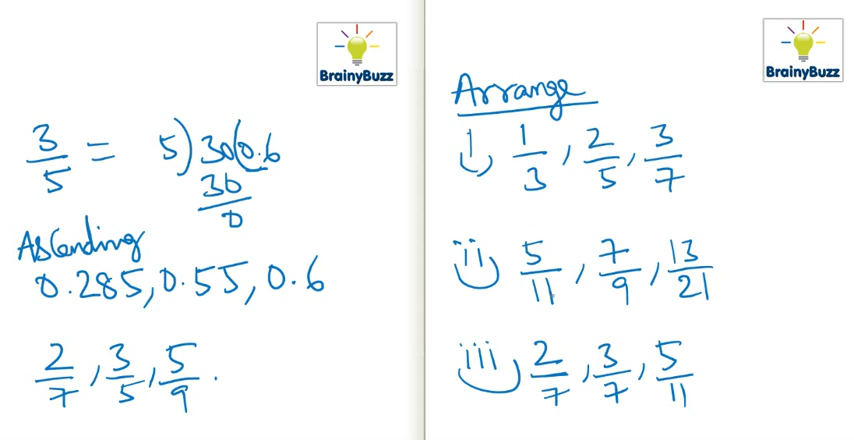 BrainyBuzz
3/5 = 5)30(0.6
30
0
Ascending
0.285, 0.55, 0.6
2/7, 3/5, 5/9.
BrainyBuzz
Arrange
i) 1/3, 2/5, 3/7
ii) 5/11, 7/9, 13/21
iii) 2/7, 3/7, 5/11